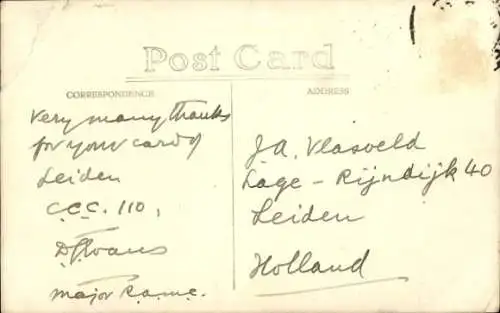 Post Card
CORRESPONDENCE
ADDRESS
Very many thanks
for your card of
Leiden
C.C.C. 110,
Major R.A.M.C.
J.A. Vlasveld
Lage - Rijndijk 40
Leiden
Holland